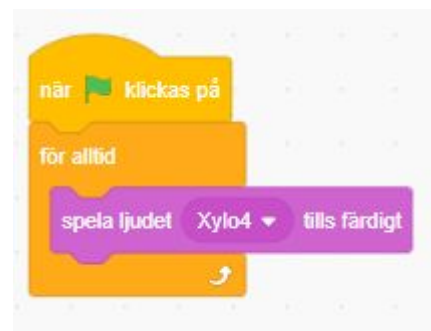 när klickas på
för alltid
spela ljudet Xylo4 tills färdigt